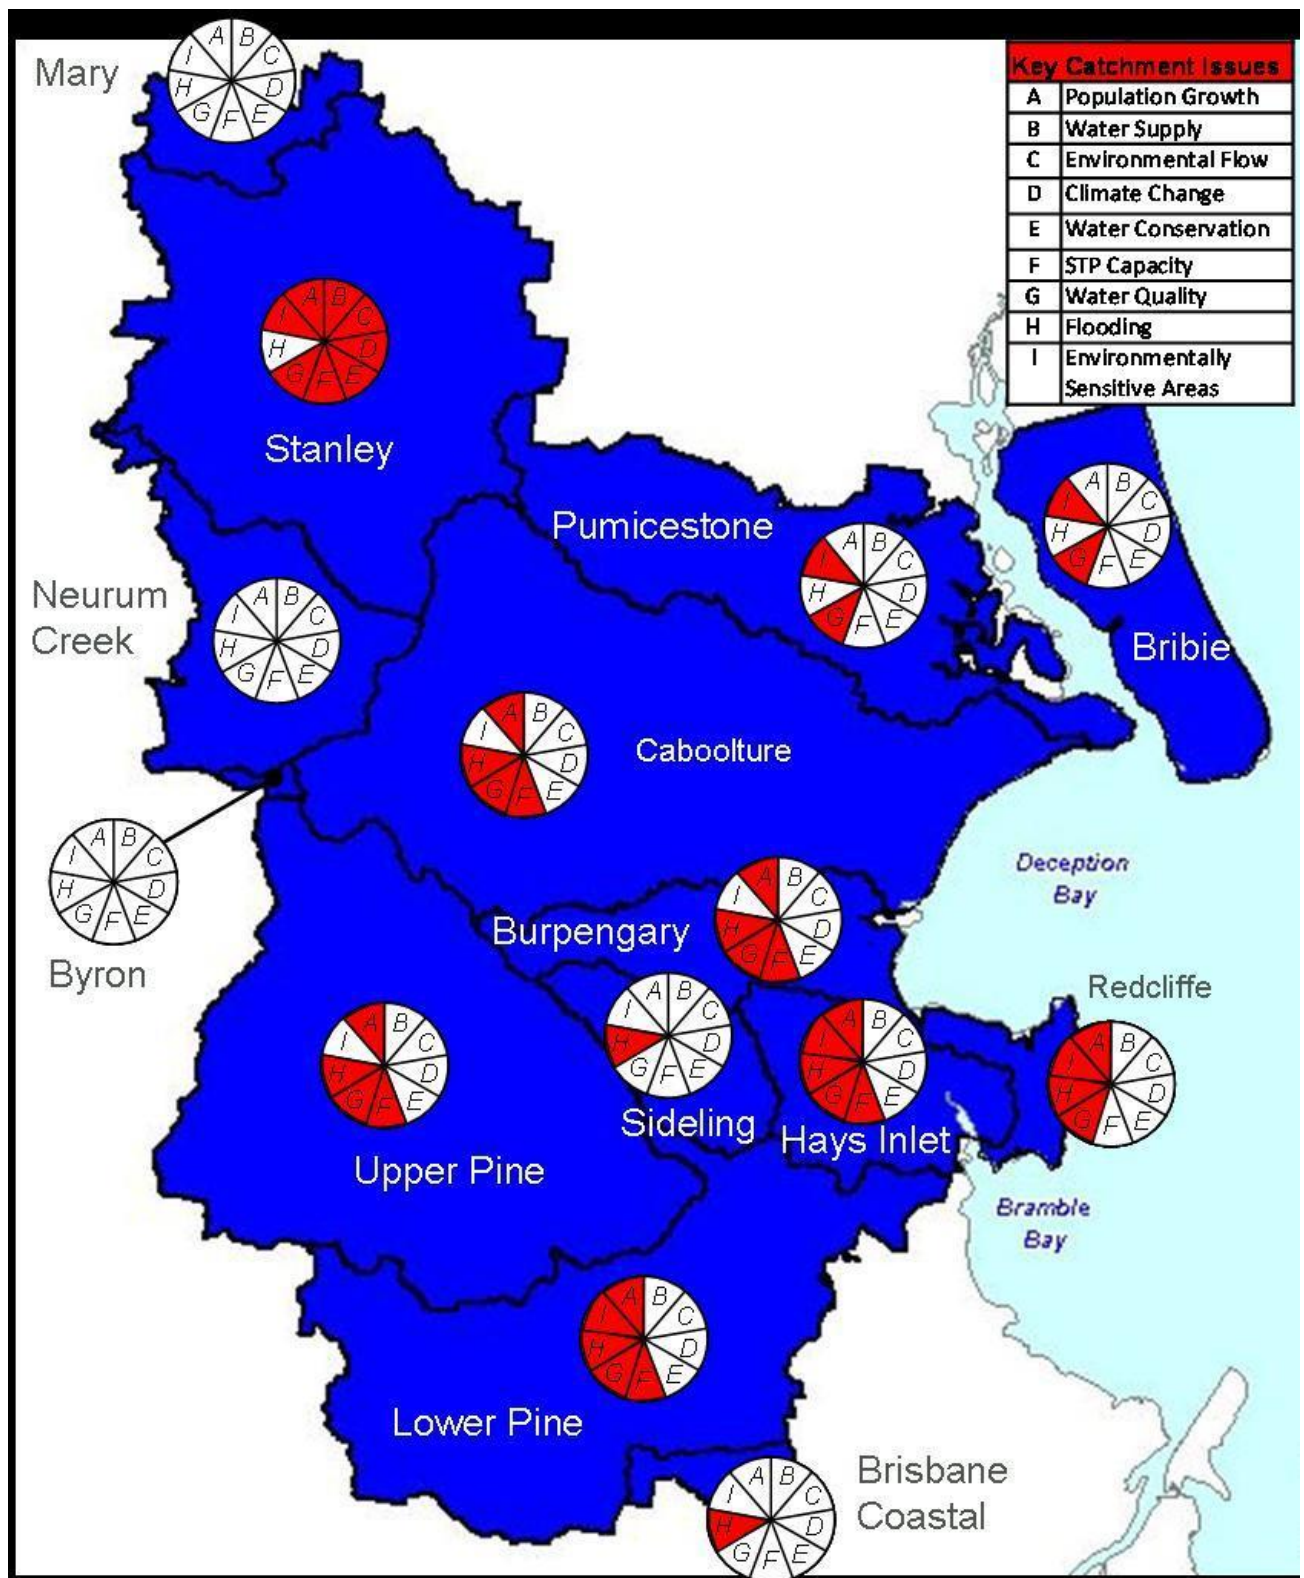 Mary
A B C D E F G H I
Key Catchment Issues
A Population Growth
B Water Supply
C Environmental Flow
D Climate Change
E Water Conservation
F STP Capacity
G Water Quality
H Flooding
I Environmentally
Sensitive Areas
A B C D E F G H I
Stanley
Pumicestone
A B C D E F G H I
A B C D E F G H I
Bribie
Neurum
Creek
A B C D E F G H I
A B C D E F G H I
Caboolture
A B C D E F G H I
Byron
Deception
Bay
Burpengary
A B C D E F G H I
Redcliffe
A B C D E F G H I
Upper Pine
A B C D E F G H I
Sideling
A B C D E F G H I
Hays Inlet
A B C D E F G H I
Bramble
Bay
A B C D E F G H I
Lower Pine
Brisbane
Coastal
A B C D E F G H I